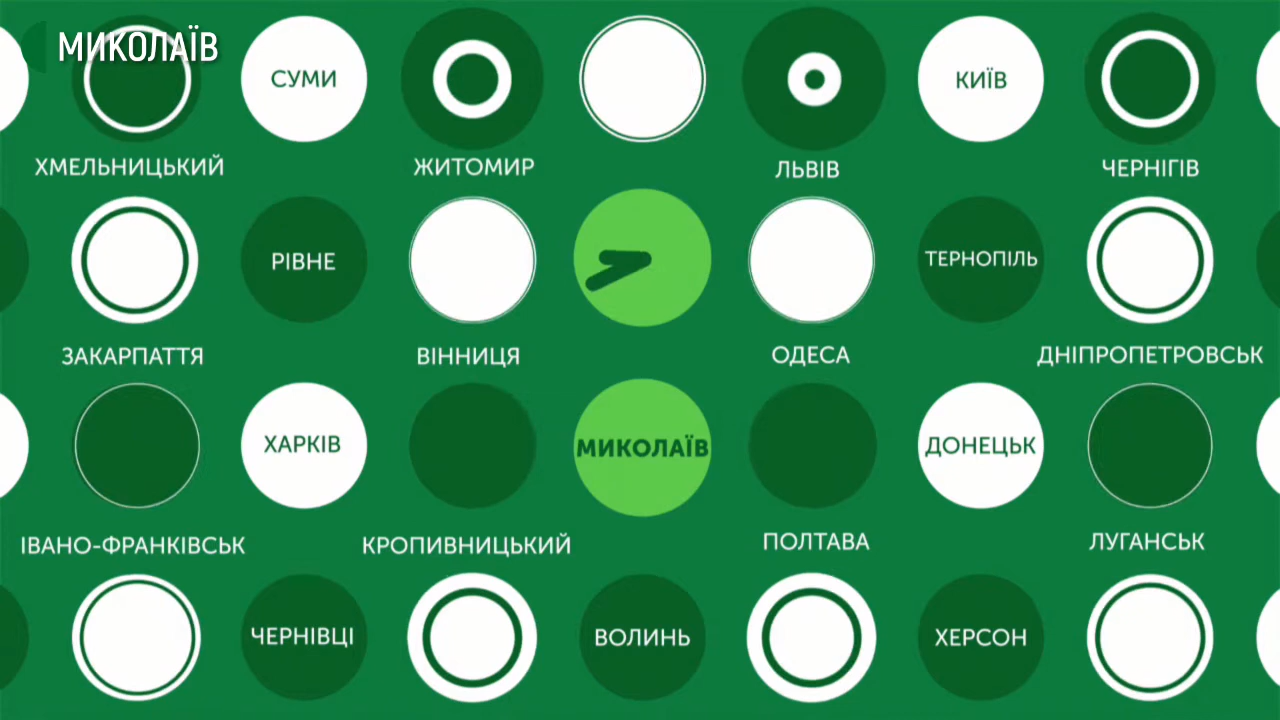 МИКОЛАЇВ
СУМИ
КИЇВ
ХМЕЛЬНИЦЬКИЙ
ЖИТОМИР
ЛЬВІВ
ЧЕРНІГІВ
РІВНЕ
ТЕРНОПІЛЬ
ЗАКАРПАТТЯ
ВІННИЦЯ
ОДЕСА
ДНІПРОПЕТРОВСЬК
ХАРКІВ
МИКОЛАЇВ
ДОНЕЦЬК
ІВАНО-ФРАНКІВСЬК
КРОПИВНИЦЬКИЙ
ПОЛТАВА
ЛУГАНСЬК
ЧЕРНІВЦІ
ВОЛИНЬ
ХЕРСОН